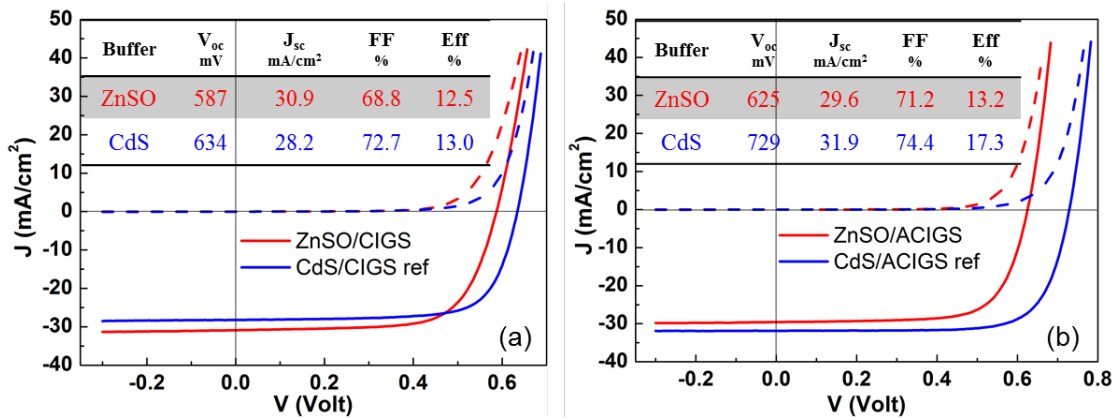 50
40
30
20
10
0
-10
-20
-30
-40
J (mA/cm²)
Buffer V_oc J_sc FF Eff
mV mA/cm² % %
ZnSO 587 30.9 68.8 12.5
CdS 634 28.2 72.7 13.0
ZnSO/CIGS
CdS/CIGS ref
(a)
-0.2 0.0 0.2 0.4 0.6
V (Volt)
50
40
30
20
10
0
-10
-20
-30
-40
J (mA/cm²)
Buffer V_oc J_sc FF Eff
mV mA/cm² % %
ZnSO 625 29.6 71.2 13.2
CdS 729 31.9 74.4 17.3
ZnSO/ACIGS
CdS/ACIGS ref
(b)
-0.2 0.0 0.2 0.4 0.6 0.8
V (Volt)